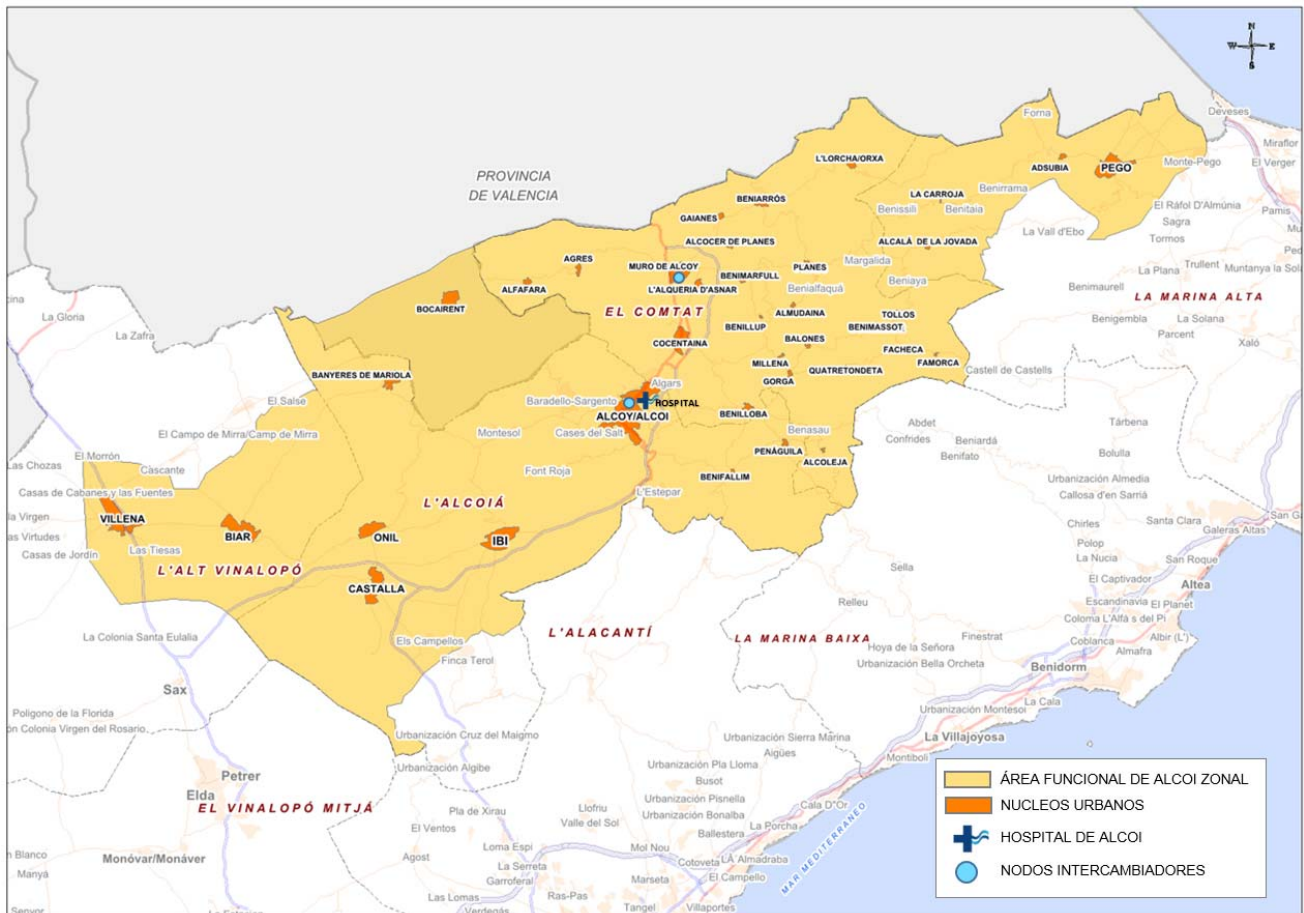 N
W E
S
Deveses
Forna
Miraflor
El Verger
L'LORCHA/ORXA
ADSUBIA
PEGO
Monte-Pego
PROVINCIA
DE VALENCIA
BENIARRÓS
LA CARROJA
Benirrama
Benissili
Benitaia
El Ràfol D'Almúnia
Pamis
Sagra
GAIANES
La Vall d'Ebo
Tormos
ALCOCER DE PLANES
ALCALÀ DE LA JOVADA
AGRES
MURO DE ALCOY
PLANES
Margalida
La Plana
Trullent
Muntanya la Sola
ALFAFARA
L'ALQUERIA D'ASNAR
BENIMARFULL
Benialfaquà
Beniaya
Benimaurell
LA MARINA ALTA
BOCAIRENT
EL COMTAT
ALMUDAINA
TOLLOS
La Gloria
BENILLUP
BENIMASSOT
Benigembla
La Solana
Parcent
La Zafra
COCENTAINA
BALONES
Xaló
MILLENA
FACHECA
FAMORCA
BANYERES DE MARIOLA
QUATRETONDETA
GORGA
Castell de Castells
Algars
Baradello-Sargento
HOSPITAL
El Salse
ALCOY/ALCOI
BENILLOBA
Abdet
Tàrbena
El Campo de Mirra/Camp de Mirra
Montesol
Cases del Salt
Benasau
Confrides
Beniardá
Benifato
Bolulla
El Morrón
PENÀGUILA
ALCOLEJA
Las Chozas
Cascante
Font Roja
BENIFALLIM
Urbanización Almedia
Callosa d'en Sarrià
Casas de Cabanes y las Fuentes
L'ALCOIÁ
L'Estepar
VILLENA
Chirles
Santa Clara
Galeras Altas
BIAR
ONIL
IBI
Polop
La Nucia
San Roque
Casas de Jordín
Las Tiesas
L'ALT VINALOPÓ
Sella
El Captivador
Altea
CASTALLA
Relleu
Escandinavia
El Planet
Coloma L'Alfà s del Pi
La Colonia Santa Eulalia
Els Campellos
L'ALACANTÍ
LA MARINA BAIXA
Finestrat
Coblanca
Albir (L')
Hoya de la Señora
Almafra
Finca Terol
Urbanización Bella Orcheta
Benidorm
Sax
La Cala
Poligono de la Florida
Urbanización Montesol
Colonia Virgen del Rosario
Urbanización Cruz del Maigmo
Urbanización Sierra Marina
La Villajoyosa
Aigües
Montiboli
Urbanización Algibe
Urbanización Pla Lloma
Petrer
Busot
Elda
Urbanización Pisnella
EL VINALOPÓ MITJÁ
Pla de Xirau
Llofriu
Valle del Sol
Urbanización Bonalba
Cala D"Or
El Ventos
Ballestera
La Porcha
Loma Espi
Mol Nou
MAR MEDITERRANEO
Monóvar/Monáver
Agost
La Serreta
Cotoveta
LÀ Almadraba
Manyá
Garroferal
Marseta
El Campello
Las Lomas
Ras-Pas
Verdegás
Tangel
Villaportes
ÁREA FUNCIONAL DE ALCOI ZONAL
NUCLEOS URBANOS
HOSPITAL DE ALCOI
NODOS INTERCAMBIADORES